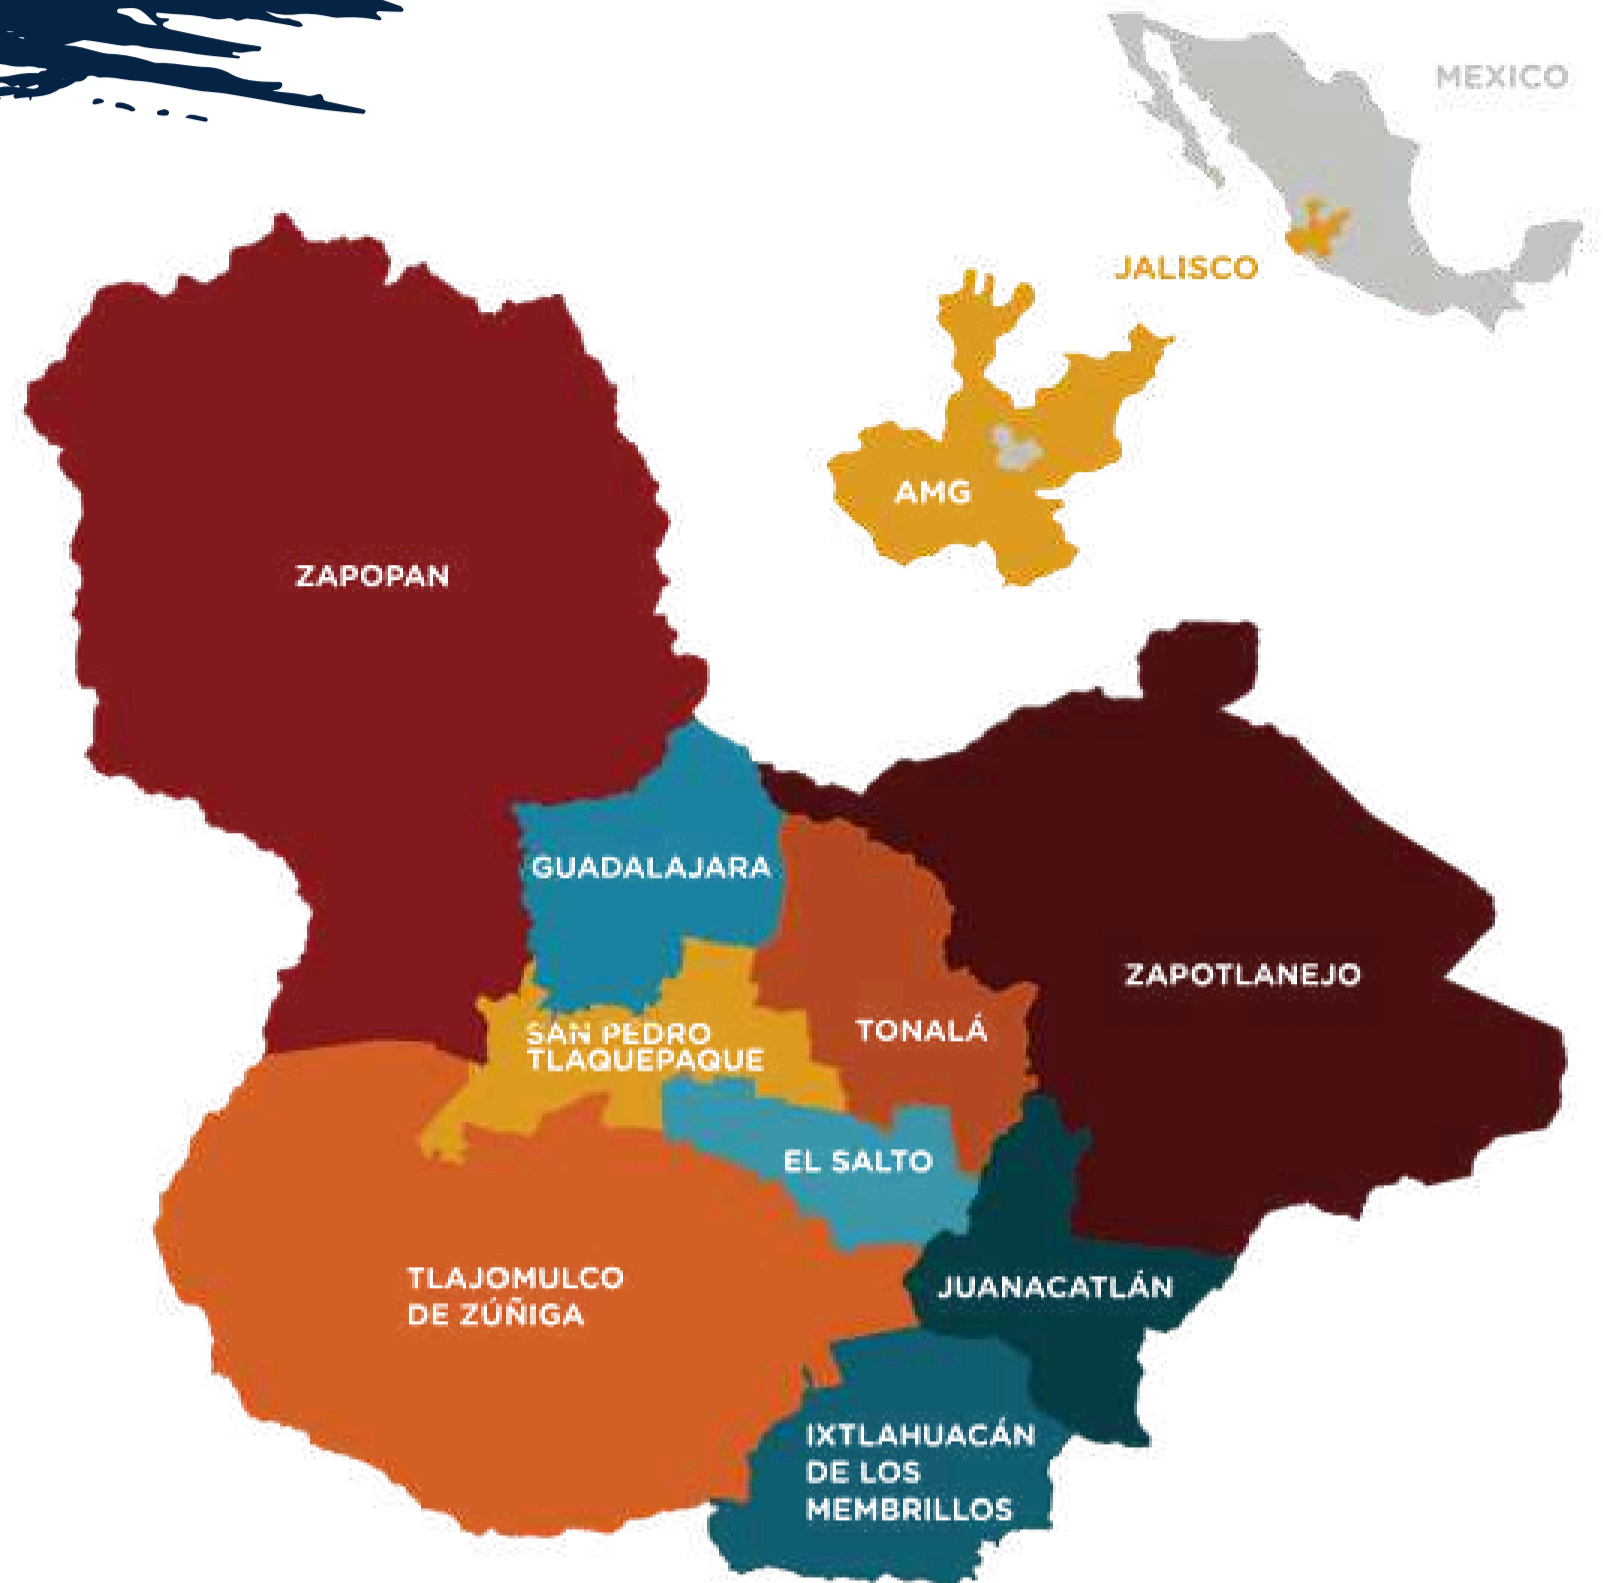 MEXICO
JALISCO
AMG
ZAPOPAN
GUADALAJARA
ZAPOTLANEJO
SAN PEDRO
TLAQUEPAQUE
TONALÁ
EL SALTO
TLAJOMULCO
DE ZÚÑIGA
JUANACATLÁN
IXTLAHUACÁN
DE LOS
MEMBRILLOS